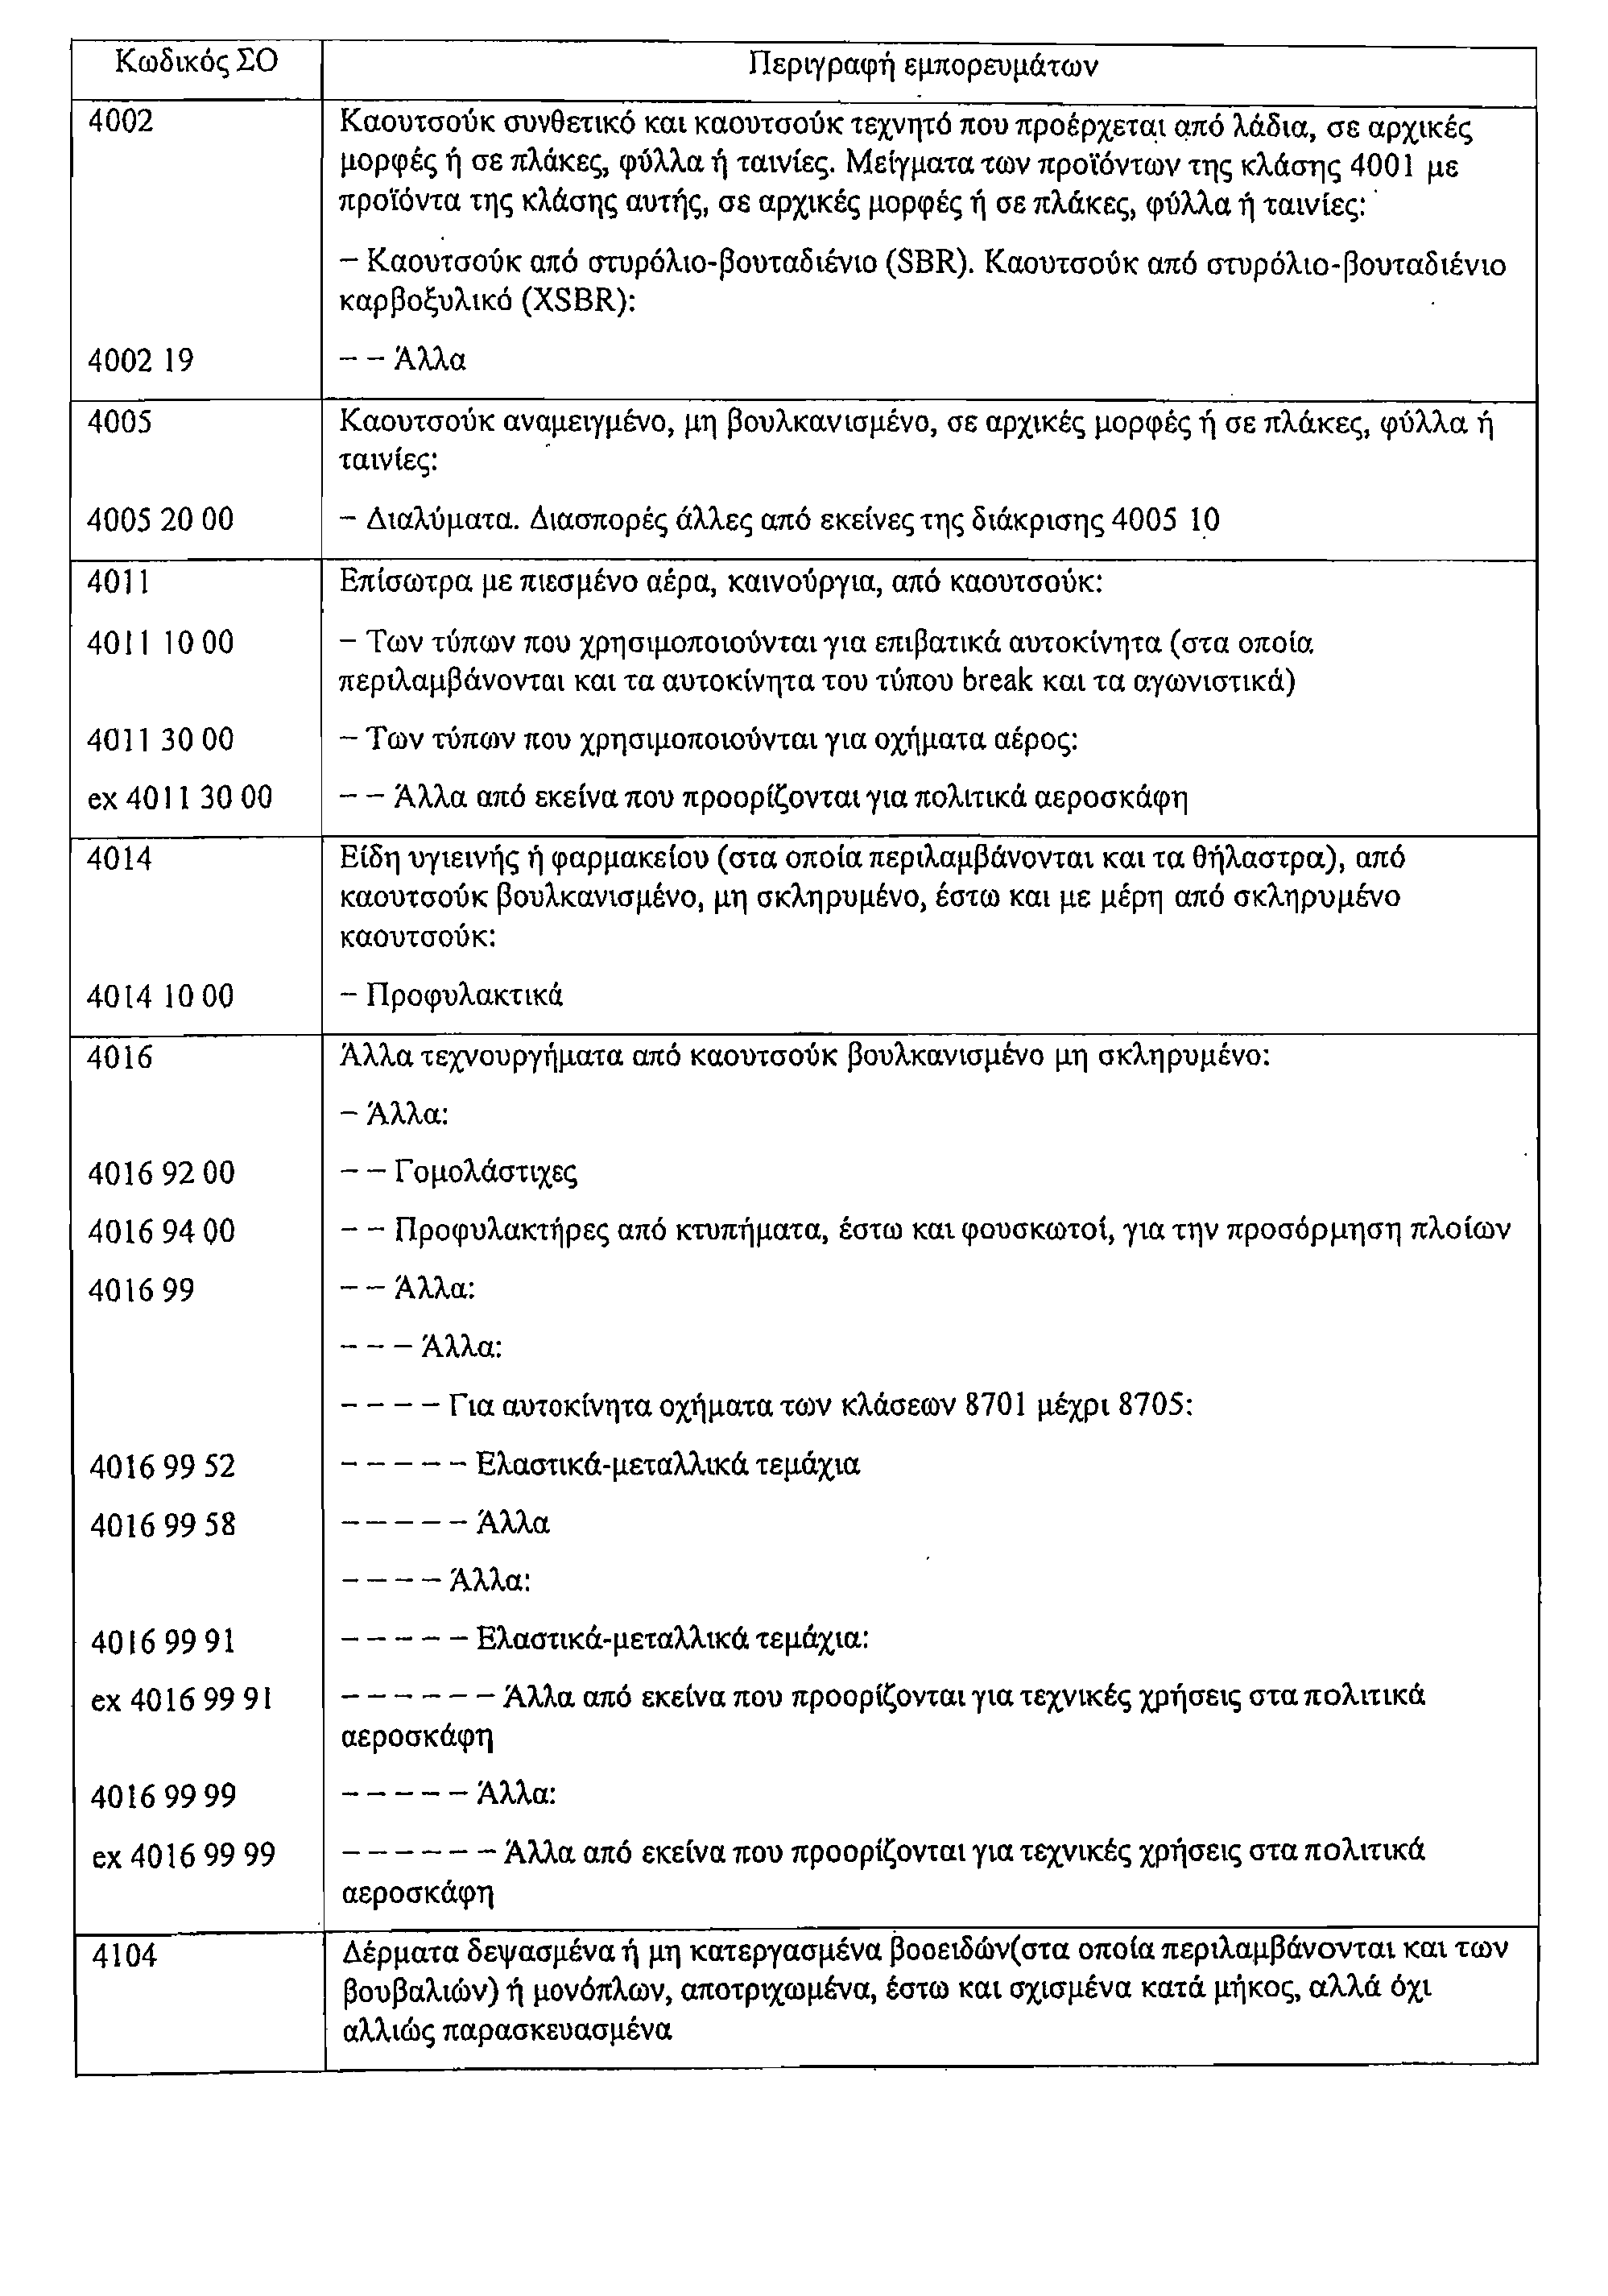 Κωδικός ΣΟ Περιγραφή εμπορευμάτων
4002 Καουτσούκ συνθετικό και καουτσούκ τεχνητό που προέρχεται από λάδια, σε αρχικές
μορφές ή σε πλάκες, φύλλα ή ταινίες. Μείγματα των προϊόντων της κλάσης 4001 με
προϊόντα της κλάσης αυτής, σε αρχικές μορφές ή σε πλάκες, φύλλα ή ταινίες:
– Καουτσούκ από στυρόλιο-βουταδιένιο (SBR). Καουτσούκ από στυρόλιο-βουταδιένιο
καρβοξυλικό (XSBR):
4002 19 – – Άλλα
4005 Καουτσούκ αναμειγμένο, μη βουλκανισμένο, σε αρχικές μορφές ή σε πλάκες, φύλλα ή
ταινίες:
4005 20 00 – Διαλύματα. Διασπορές άλλες από εκείνες της διάκρισης 4005 10
4011 Επίσωτρα με πιεσμένο αέρα, καινούργια, από καουτσούκ:
4011 10 00 – Των τύπων που χρησιμοποιούνται για επιβατικά αυτοκίνητα (στα οποία
περιλαμβάνονται και τα αυτοκίνητα του τύπου break και τα αγωνιστικά)
4011 30 00 – Των τύπων που χρησιμοποιούνται για οχήματα αέρος:
ex 4011 30 00 – – Άλλα από εκείνα που προορίζονται για πολιτικά αεροσκάφη
4014 Είδη υγιεινής ή φαρμακείου (στα οποία περιλαμβάνονται και τα θήλαστρα), από
καουτσούκ βουλκανισμένο, μη σκληρυμένο, έστω και με μέρη από σκληρυμένο
καουτσούκ:
4014 10 00 – Προφυλακτικά
4016 Άλλα τεχνουργήματα από καουτσούκ βουλκανισμένο μη σκληρυμένο:
– Άλλα:
4016 92 00 – – Γομολάστιχες
4016 94 00 – – Προφυλακτήρες από κτυπήματα, έστω και φουσκωτοί, για την προσόρμηση πλοίων
4016 99 – – Άλλα:
– – – Άλλα:
– – – – Για αυτοκίνητα οχήματα των κλάσεων 8701 μέχρι 8705:
4016 99 52 – – – – – Ελαστικά-μεταλλικά τεμάχια
4016 99 58 – – – – – Άλλα
– – – – Άλλα:
4016 99 91 – – – – – Ελαστικά-μεταλλικά τεμάχια:
ex 4016 99 91 – – – – – – Άλλα από εκείνα που προορίζονται για τεχνικές χρήσεις στα πολιτικά
αεροσκάφη
4016 99 99 – – – – – Άλλα:
ex 4016 99 99 – – – – – – Άλλα από εκείνα που προορίζονται για τεχνικές χρήσεις στα πολιτικά
αεροσκάφη
4104 Δέρματα δεψασμένα ή μη κατεργασμένα βοοειδών(στα οποία περιλαμβάνονται και των
βουβαλιών) ή μονόπλων, αποτριχωμένα, έστω και σχισμένα κατά μήκος, αλλά όχι
αλλιώς παρασκευασμένα